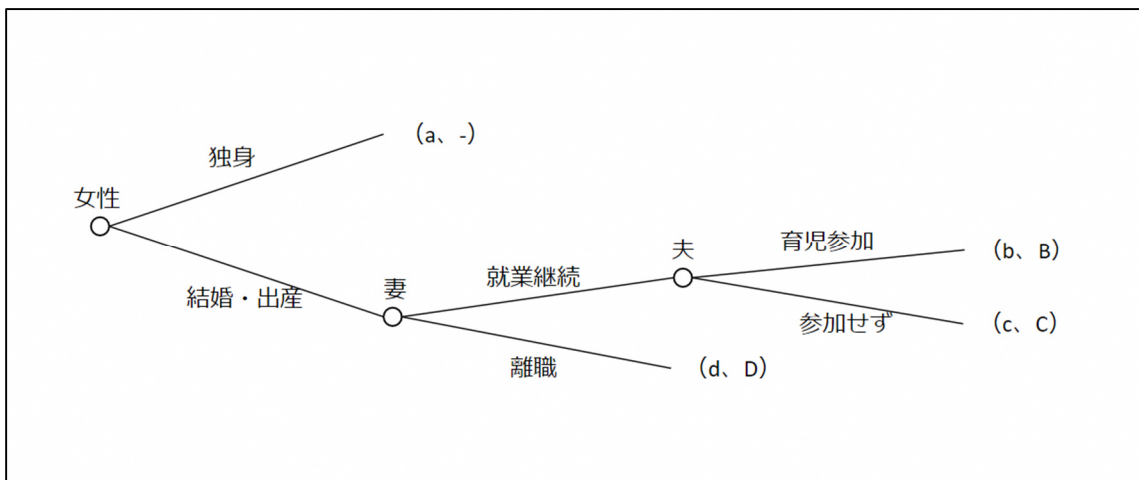 (a、-)
独身
女性
育児参加
夫
(b、B)
就業継続
妻
結婚・出産
参加せず
(c、C)
離職
(d、D)